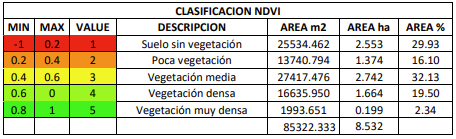 CLASIFICACION NDVI
MIN MAX VALUE DESCRIPCION AREA m2 AREA ha AREA %
-1 0.2 1 Suelo sin vegetación 25534.462 2.553 29.93
0.2 0.4 2 Poca vegetación 13740.794 1.374 16.10
0.4 0.6 3 Vegetación media 27417.476 2.742 32.13
0.6 0 4 Vegetación densa 16635.950 1.664 19.50
0.8 1 5 Vegetación muy densa 1993.651 0.199 2.34
85322.333 8.532